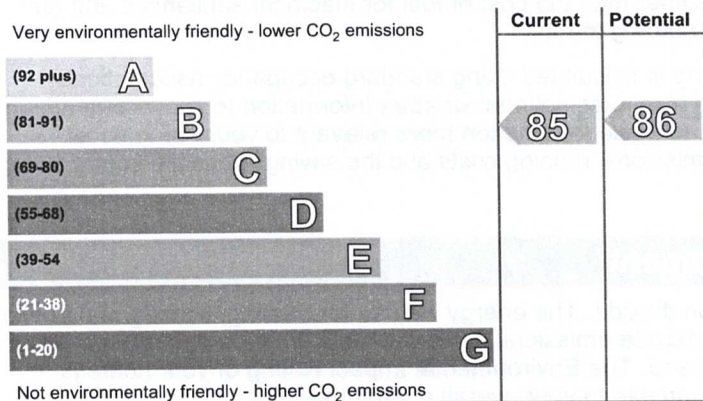 Current Potential
Very environmentally friendly - lower CO2 emissions
(92 plus) A
(81-91) B 85 86
(69-80) C
(55-68) D
(39-54 E
(21-38) F
(1-20) G
Not environmentally friendly - higher CO2 emissions